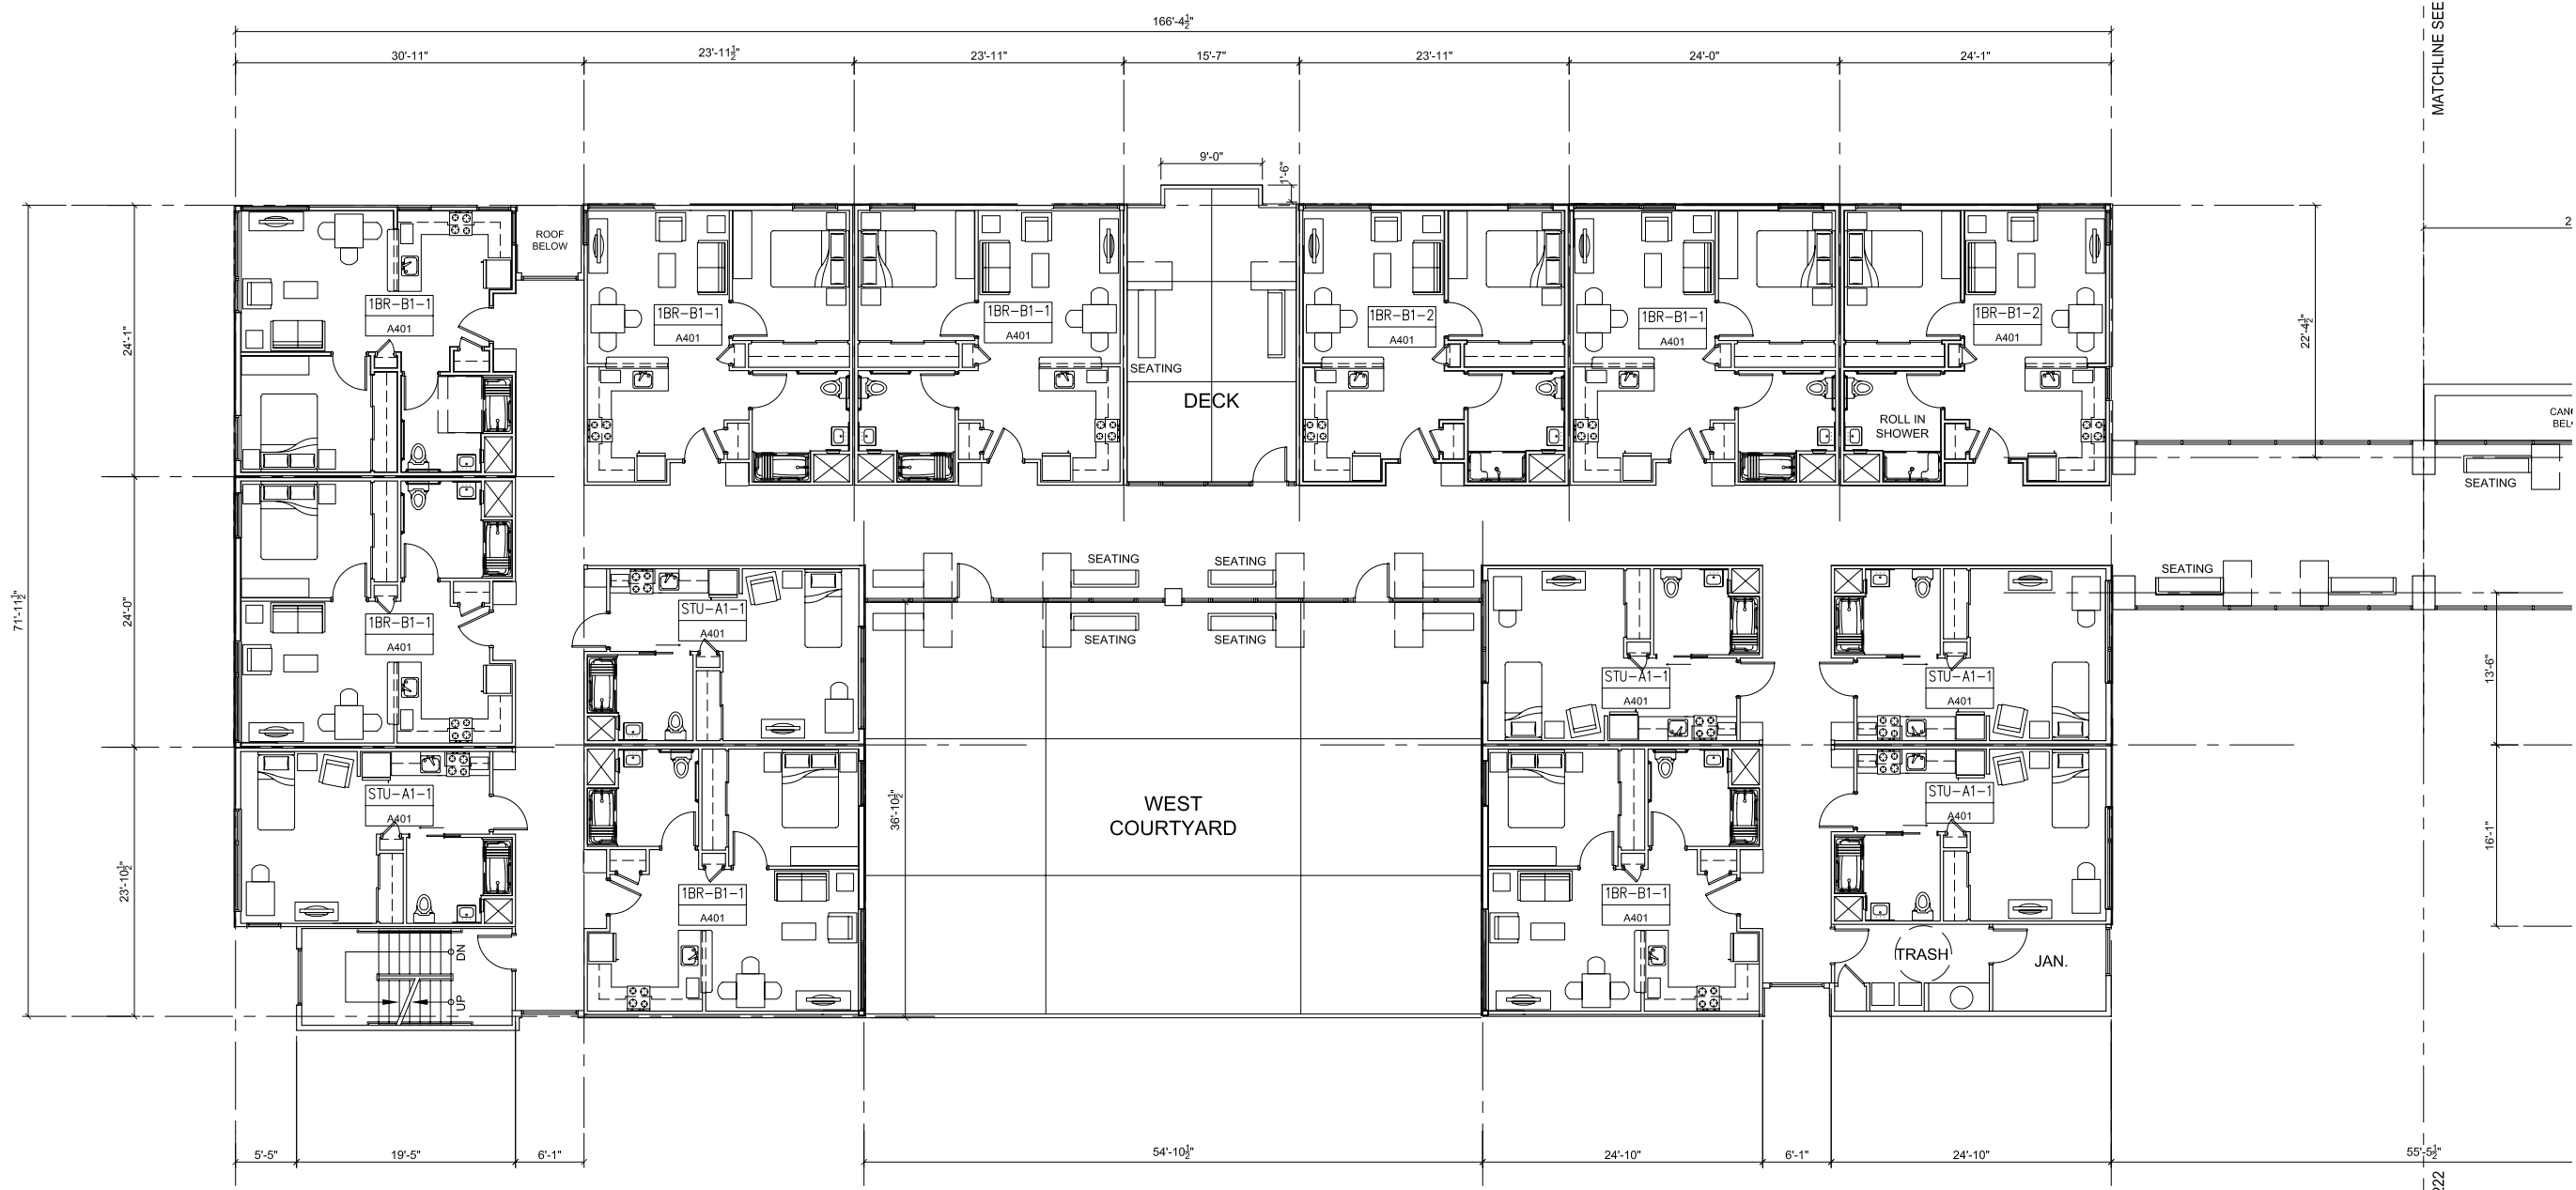 166'-4½"
MATCHLINE SEE
30'-11"
23'-11½"
23'-11"
15'-7"
23'-11"
24'-0"
24'-1"
9'-0"
1'-6"
2
ROOF
BELOW
1BR-B1-1
A401
1BR-B1-1
A401
1BR-B1-1
A401
1BR-B1-2
A401
1BR-B1-1
A401
1BR-B1-2
A401
24'-1"
22'-4½"
SEATING
DECK
ROLL IN
SHOWER
SEATING
71'-11½"
24'-0"
1BR-B1-1
A401
STU-A1-1
A401
SEATING
SEATING
SEATING
SEATING
SEATING
STU-A1-1
A401
STU-A1-1
A401
13'-6"
23'-10½"
STU-A1-1
A401
1BR-B1-1
A401
36'-10½"
WEST
COURTYARD
1BR-B1-1
A401
STU-A1-1
A401
16'-1"
DN
UP
TRASH
JAN.
5'-5"
19'-5"
6'-1"
54'-10½"
24'-10"
6'-1"
24'-10"
55'-5½"